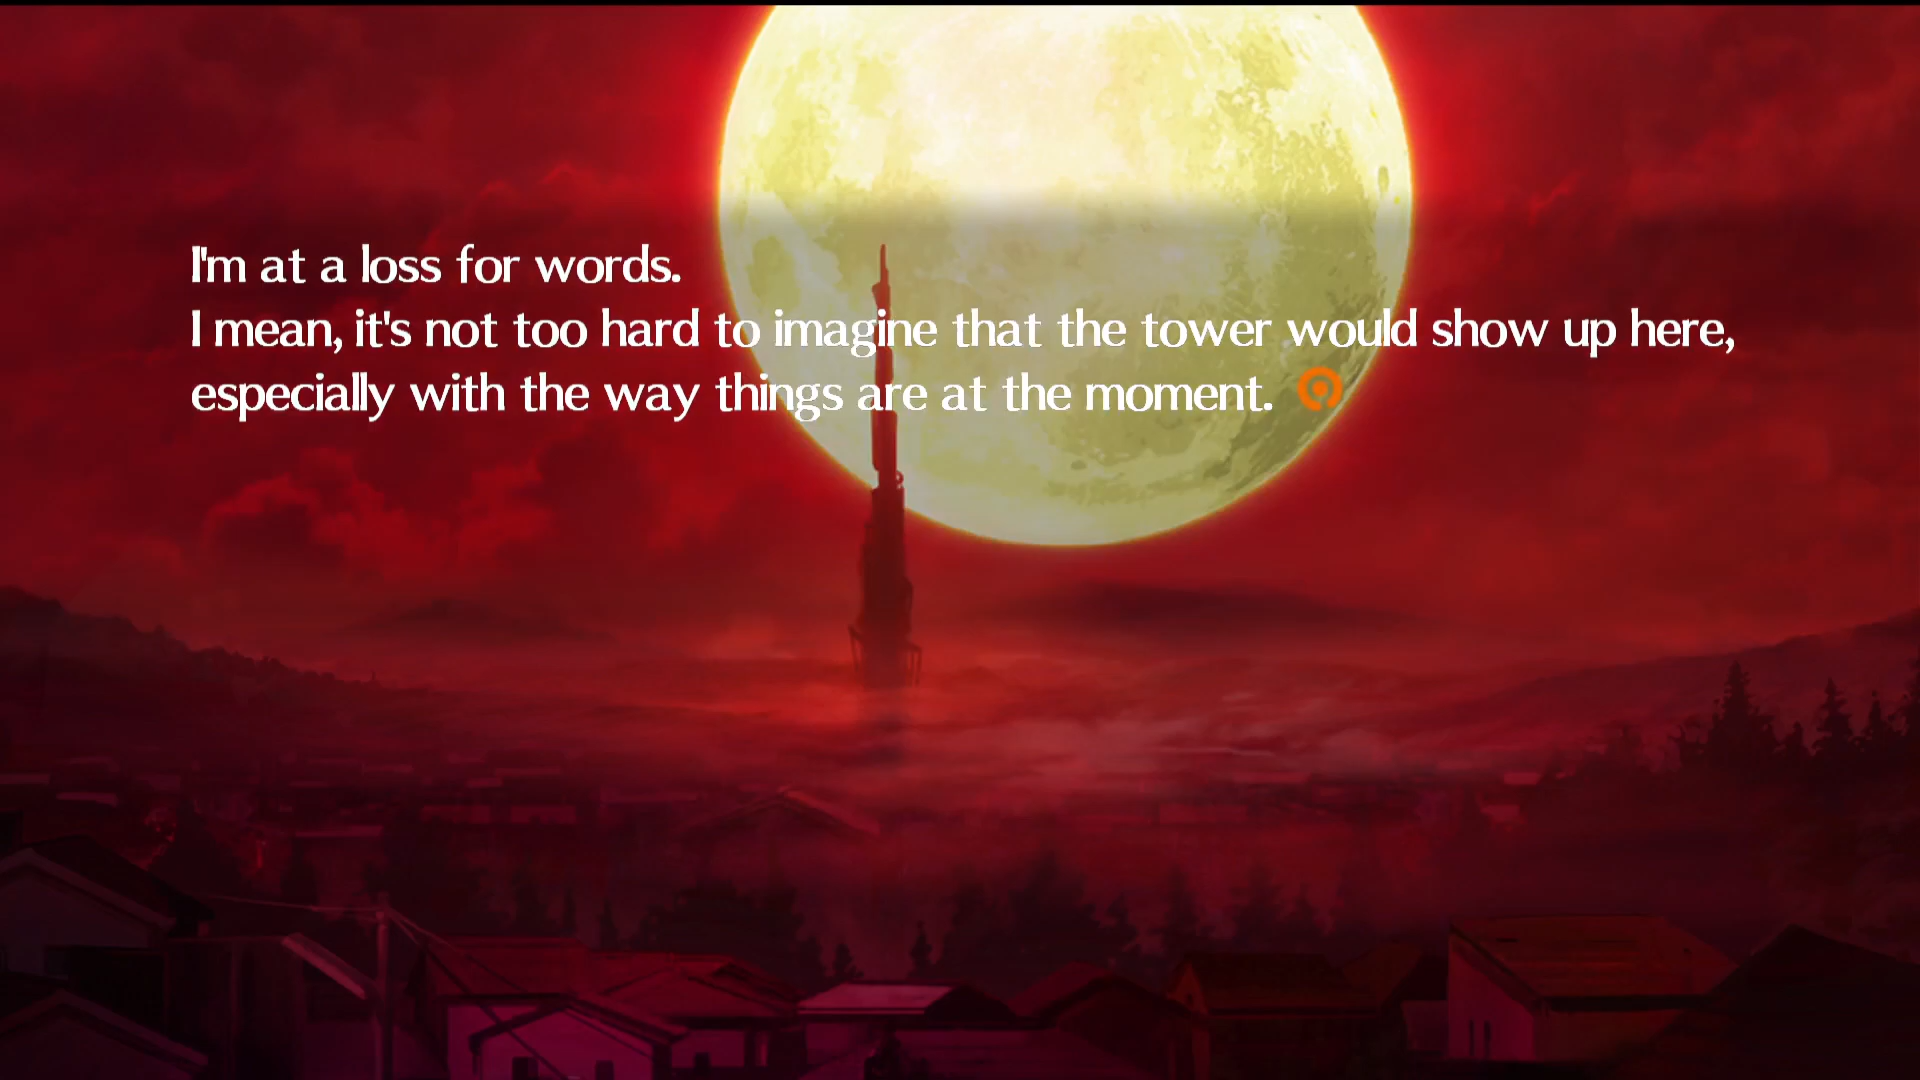 I'm at a loss for words.
I mean, it's not too hard to imagine that the tower would show up here,
especially with the way things are at the moment.